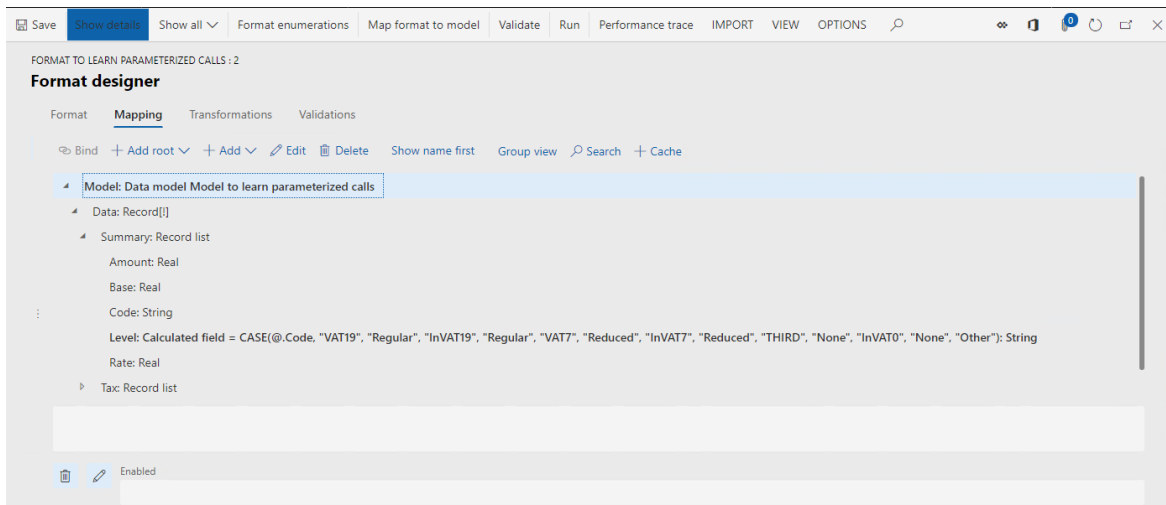 Save Show details Show all Format enumerations Map format to model Validate Run Performance trace IMPORT VIEW OPTIONS 0
FORMAT TO LEARN PARAMETERIZED CALLS : 2
Format designer
Format Mapping Transformations Validations
Bind Add root Add Edit Delete Show name first Group view Search Cache
Model: Data model Model to learn parameterized calls
Data: Record[!]
Summary: Record list
Amount: Real
Base: Real
Code: String
Level: Calculated field = CASE(@.Code, "VAT19", "Regular", "InVAT19", "Regular", "VAT7", "Reduced", "InVAT7", "Reduced", "THIRD", "None", "InVAT0", "None", "Other"): String
Rate: Real
Tax: Record list
Enabled